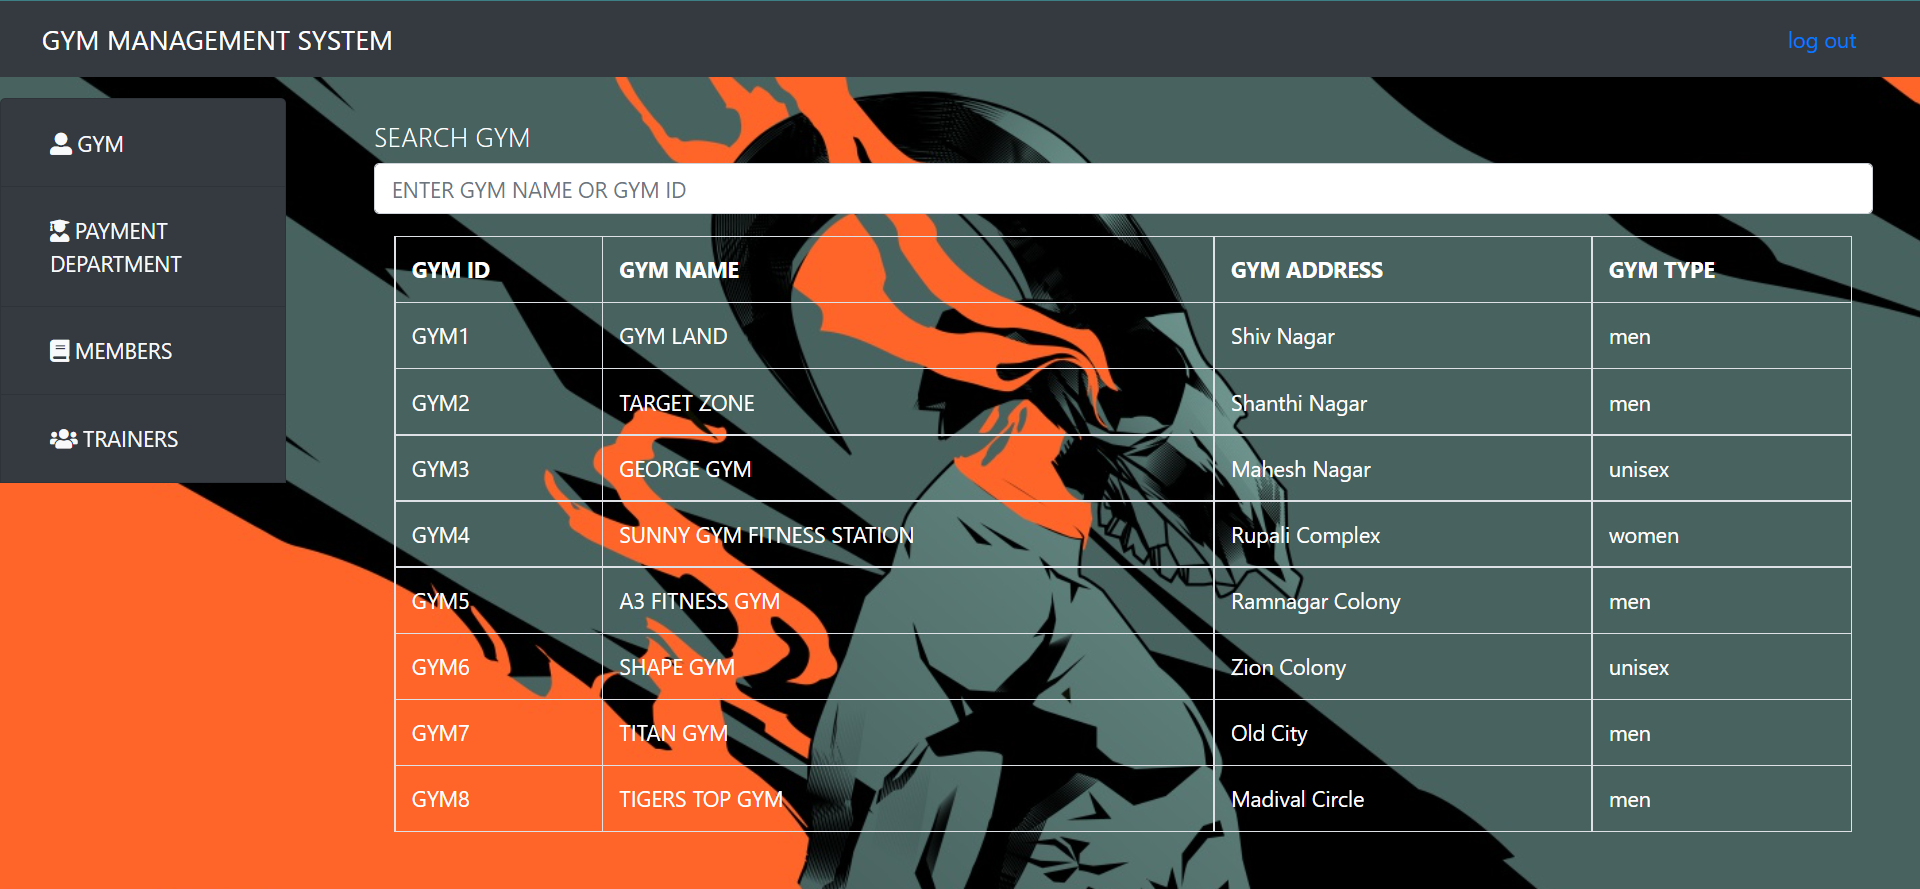 GYM MANAGEMENT SYSTEM
log out
GYM
PAYMENT
DEPARTMENT
MEMBERS
TRAINERS
SEARCH GYM
ENTER GYM NAME OR GYM ID
GYM ID GYM NAME GYM ADDRESS GYM TYPE
GYM1 GYM LAND Shiv Nagar men
GYM2 TARGET ZONE Shanthi Nagar men
GYM3 GEORGE GYM Mahesh Nagar unisex
GYM4 SUNNY GYM FITNESS STATION Rupali Complex women
GYM5 A3 FITNESS GYM Ramnagar Colony men
GYM6 SHAPE GYM Zion Colony unisex
GYM7 TITAN GYM Old City men
GYM8 TIGERS TOP GYM Madival Circle men